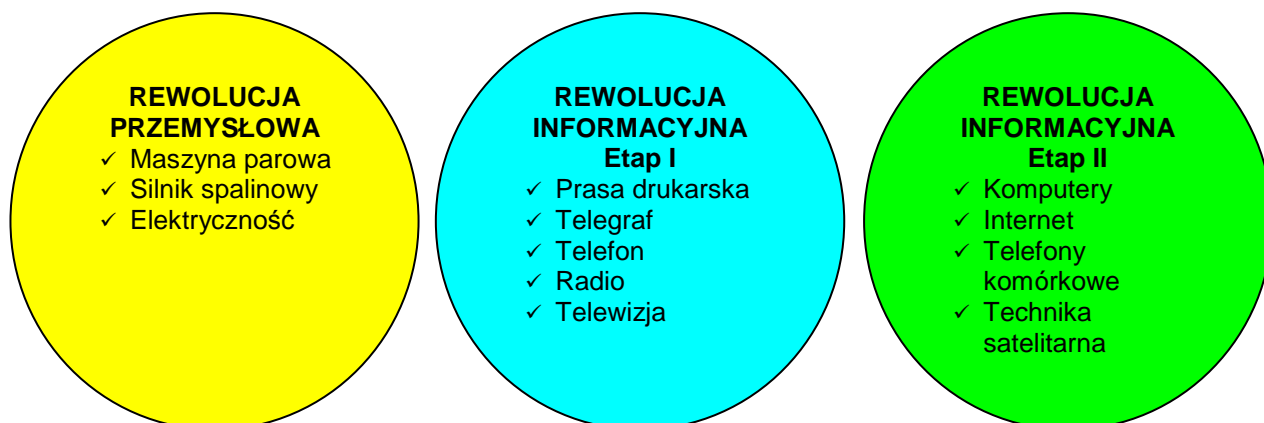 REWOLUCJA
PRZEMYSŁOWA
✓ Maszyna parowa
✓ Silnik spalinowy
✓ Elektryczność
REWOLUCJA
INFORMACYJNA
Etap I
✓ Prasa drukarska
✓ Telegraf
✓ Telefon
✓ Radio
✓ Telewizja
REWOLUCJA
INFORMACYJNA
Etap II
✓ Komputery
✓ Internet
✓ Telefony
komórkowe
✓ Technika
satelitarna